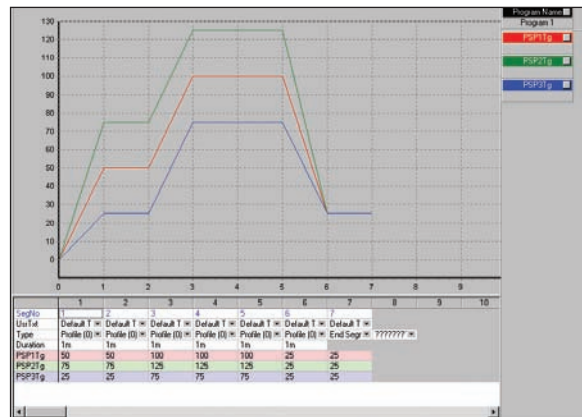 Program Name
Program 1
PSP1Tg
PSP2Tg
PSP3Tg
130
120
110
100
90
80
70
60
50
40
30
20
10
0
0 1 2 3 4 5 6 7 8 9
1 2 3 4 5 6 7 8 9 10
SegNo 1 2 3 4 5 6 7
UsrTxt Default T Default T Default T Default T Default T Default T Default T
Type Profile (0) Profile (0) Profile (0) Profile (0) Profile (0) Profile (0) End Segr ???????
Duration 1m 1m 1m 1m 1m 1m
PSP1Tg 50 50 100 100 100 25 25
PSP2Tg 75 75 125 125 125 25 25
PSP3Tg 25 25 75 75 75 25 25